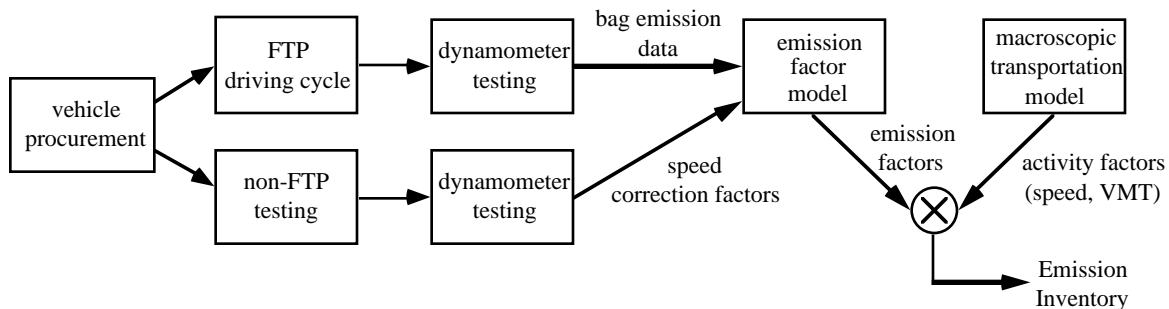 vehicle
procurement
FTP
driving cycle
dynamometer
testing
bag emission
data
non-FTP
testing
dynamometer
testing
speed
correction factors
emission
factor
model
macroscopic
transportation
model
emission
factors
activity factors
(speed, VMT)
Emission
Inventory